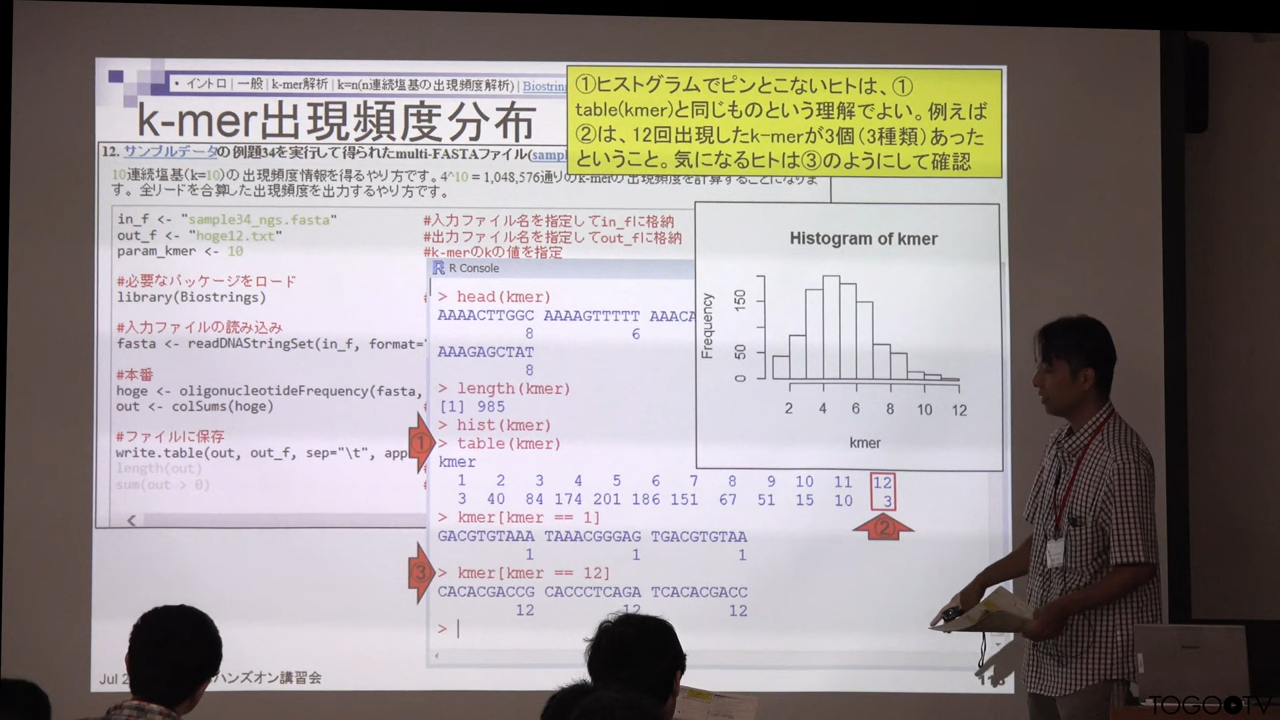 • イントロ | 一般 | k-mer解析 | k=n(n連続塩基の出現頻度解析) | Biostrin
k-mer出現頻度分布
①ヒストグラムでピンとこないヒトは、①
table(kmer)と同じものという理解でよい。例えば
②は、12回出現したk-merが3個（3種類）あった
ということ。気になるヒトは③のようにして確認
12. サンプルデータの例題34を実行して得られたmulti-FASTAファイル(samp
10連続塩基(k=10)の出現頻度情報を得るやり方です。4^10 = 1,048,576通りのk-merの出現頻度を計算することになりま
す。全リードを合算した出現頻度を出力するやり方です。
in_f <- "sample34_ngs.fasta" #入力ファイル名を指定してin_fに格納
out_f <- "hoge12.txt" #出力ファイル名を指定してout_fに格納
param_kmer <- 10 #k-merのkの値を指定
#必要なパッケージをロード
library(Biostrings)
#入力ファイルの読み込み
fasta <- readDNAStringSet(in_f, format=
#本番
hoge <- oligonucleotideFrequency(fasta,
out <- colSums(hoge)
#ファイルに保存
write.table(out, out_f, sep="\t", app
length(out)
sum(out > 0)
R Console
> head(kmer)
AAAACTTGGC AAAAGTTTTT AAACA
8 6
AAAGAGCTAT
8
> length(kmer)
[1] 985
> hist(kmer)
① > table(kmer)
kmer
1 2 3 4 5 6 7 8 9 10 11 12
3 40 84 174 201 186 151 67 51 15 10 3
②
> kmer[kmer == 1]
GACGTGTAAA TAAACGGGAG TGACGTGTAA
1 1 1
③ > kmer[kmer == 12]
CACACGACCG CACCCTCAGA TCACACGACC
12 12 12
>
Histogram of kmer
Frequency
150
50
0
2 4 6 8 10 12
kmer
Jul 2
ハンズオン講習会
TOGOTV